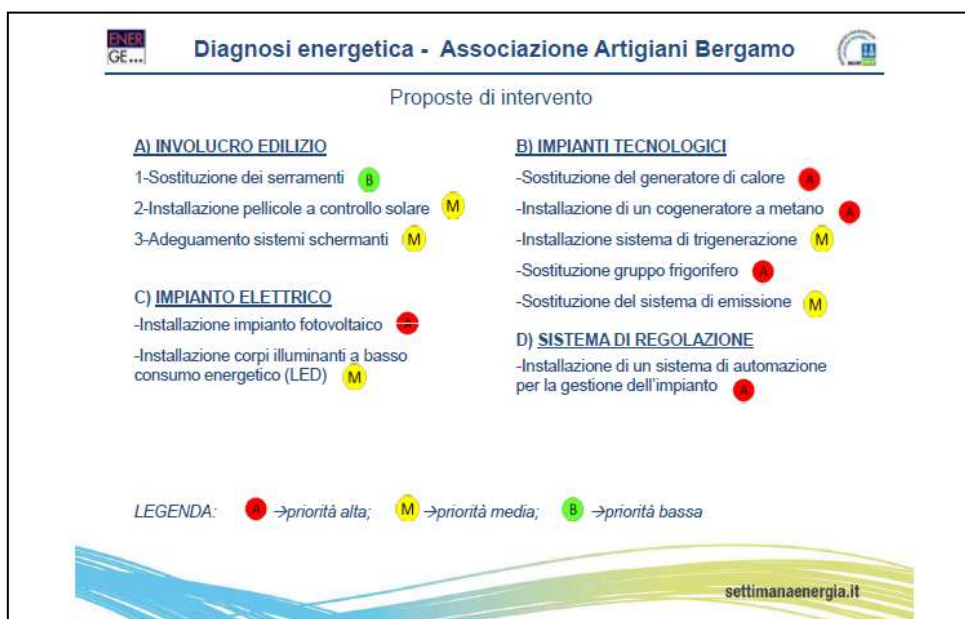 ENER
GE...
Diagnosi energetica - Associazione Artigiani Bergamo
Proposte di intervento
A) INVOLUCRO EDILIZIO
1-Sostituzione dei serramenti B
2-Installazione pellicole a controllo solare M
3-Adeguamento sistemi schermanti M
C) IMPIANTO ELETTRICO
-Installazione impianto fotovoltaico A
-Installazione corpi illuminanti a basso
consumo energetico (LED) M
B) IMPIANTI TECNOLOGICI
-Sostituzione del generatore di calore A
-Installazione di un cogeneratore a metano A
-Installazione sistema di trigenerazione M
-Sostituzione gruppo frigorifero A
-Sostituzione del sistema di emissione M
D) SISTEMA DI REGOLAZIONE
-Installazione di un sistema di automazione
per la gestione dell'impianto A
LEGENDA: A →priorità alta; M →priorità media; B →priorità bassa
settimanaenergia.it